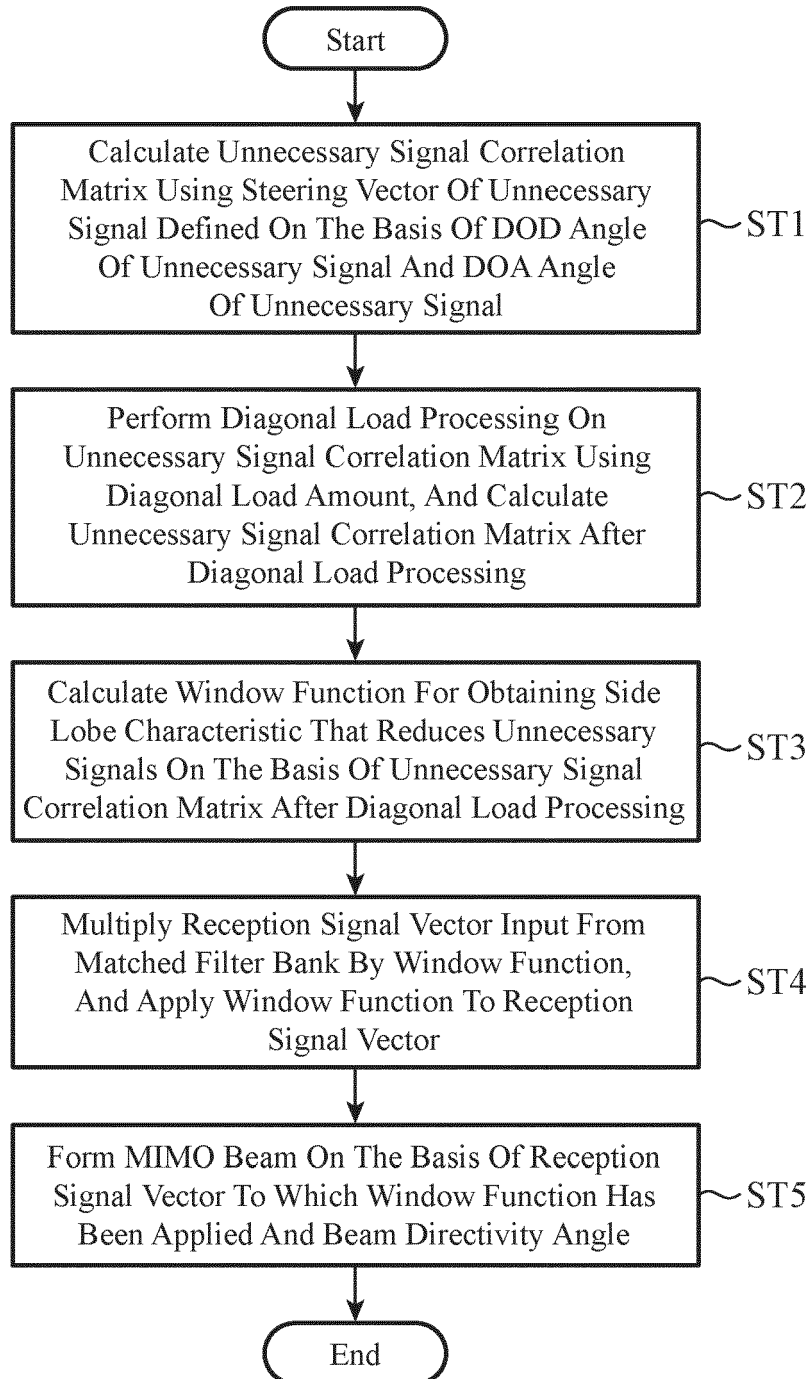 Start
Calculate Unnecessary Signal Correlation
Matrix Using Steering Vector Of Unnecessary
Signal Defined On The Basis Of DOD Angle
Of Unnecessary Signal And DOA Angle
Of Unnecessary Signal
ST1
Perform Diagonal Load Processing On
Unnecessary Signal Correlation Matrix Using
Diagonal Load Amount, And Calculate
Unnecessary Signal Correlation Matrix After
Diagonal Load Processing
ST2
Calculate Window Function For Obtaining Side
Lobe Characteristic That Reduces Unnecessary
Signals On The Basis Of Unnecessary Signal
Correlation Matrix After Diagonal Load Processing
ST3
Multiply Reception Signal Vector Input From
Matched Filter Bank By Window Function,
And Apply Window Function To Reception
Signal Vector
ST4
Form MIMO Beam On The Basis Of Reception
Signal Vector To Which Window Function Has
Been Applied And Beam Directivity Angle
ST5
End